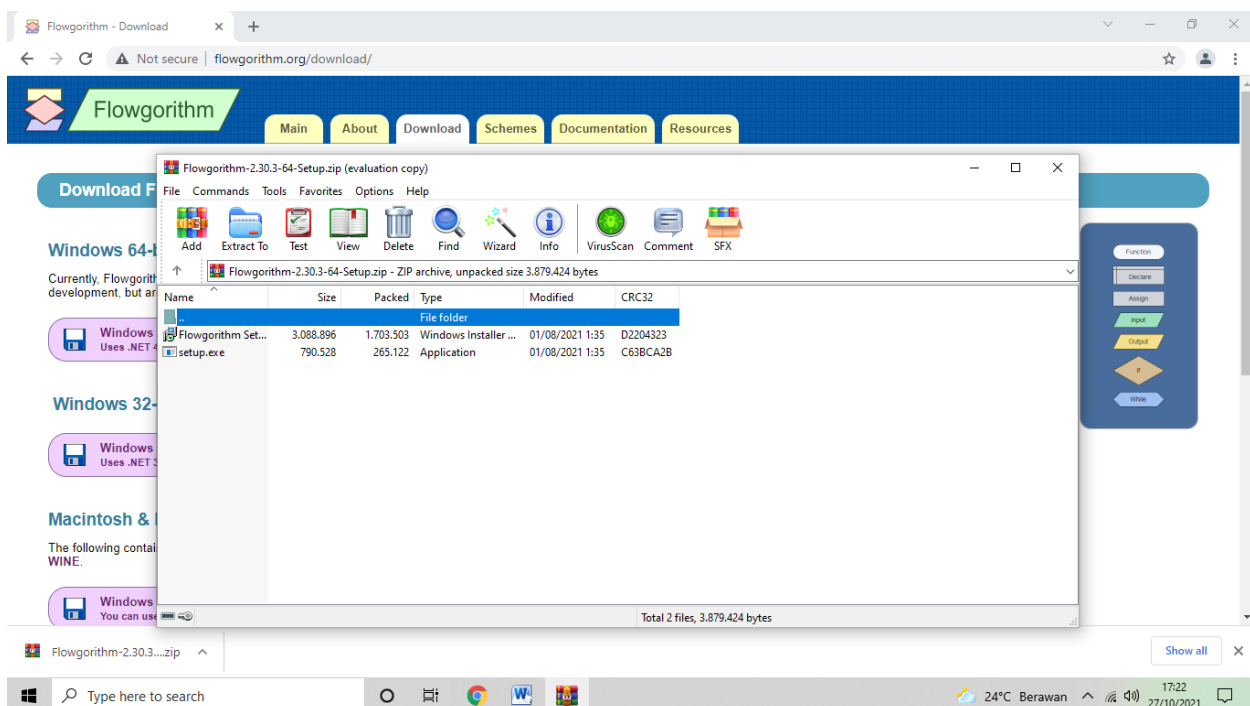 Flowgorithm - Download
Not secure | flowgorithm.org/download/
Flowgorithm
Main About Download Schemes Documentation Resources
Download F
Windows 64-b
Currently, Flowgorith
development, but ar
Windows
Uses .NET 4
Windows 32-
Windows
Uses .NET 3
Macintosh &
The following contai
WINE.
Windows
You can use
Flowgorithm-2.30.3-64-Setup.zip (evaluation copy)
File Commands Tools Favorites Options Help
Add Extract To Test View Delete Find Wizard Info VirusScan Comment SFX
Flowgorithm-2.30.3-64-Setup.zip - ZIP archive, unpacked size 3.879.424 bytes
Name Size Packed Type Modified CRC32
.. File folder
Flowgorithm Set... 3.088.896 1.703.503 Windows Installer ... 01/08/2021 1:35 D2204323
setup.exe 790.528 265.122 Application 01/08/2021 1:35 C63BCA2B
Total 2 files, 3.879.424 bytes
Function
Declare
Assign
Input
Output
If
While
Flowgorithm-2.30.3....zip
Show all
Type here to search
24°C Berawan
17:22
27/10/2021